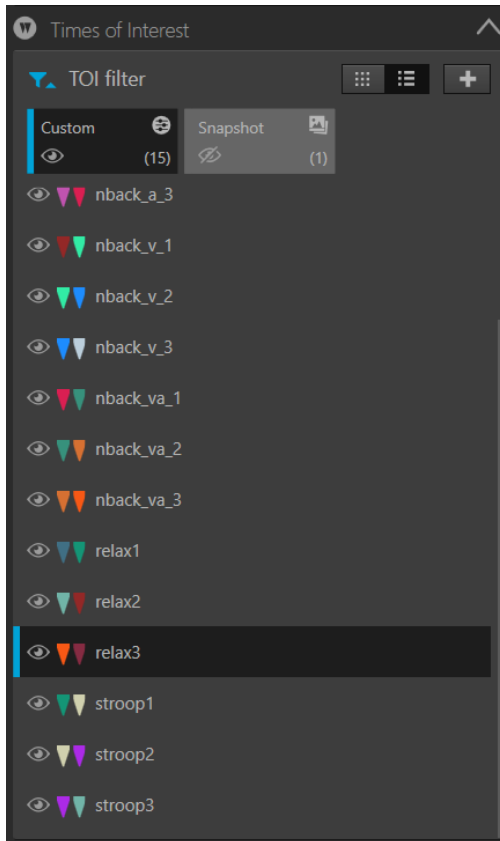 W Times of Interest
TOI filter
Custom Snapshot
(15) (1)
nback_a_3
nback_v_1
nback_v_2
nback_v_3
nback_va_1
nback_va_2
nback_va_3
relax1
relax2
relax3
stroop1
stroop2
stroop3